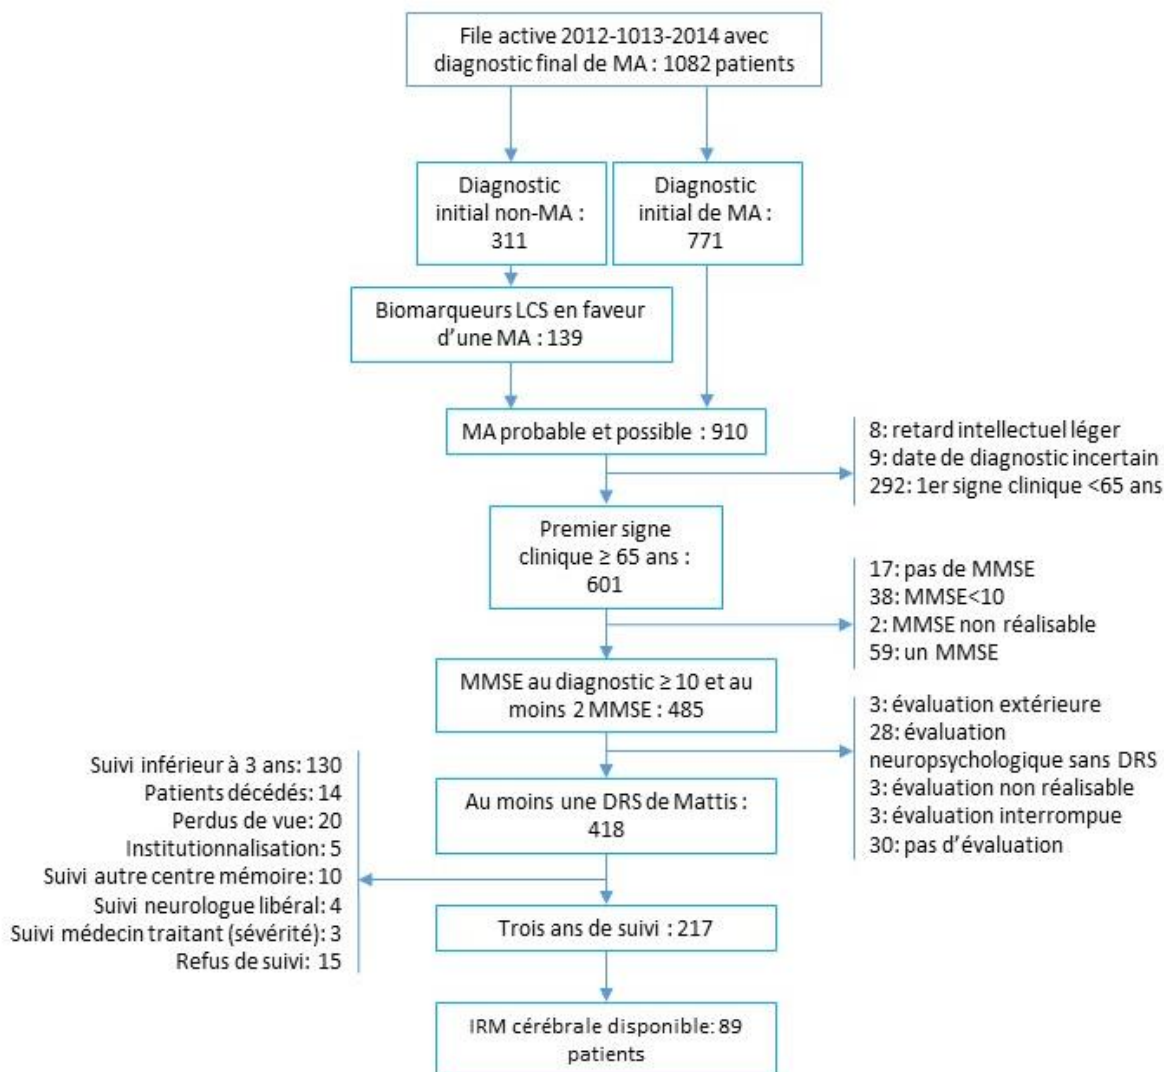 File active 2012-1013-2014 avec
diagnostic final de MA : 1082 patients
Diagnostic
initial non-MA :
311
Diagnostic
initial de MA :
771
Biomarqueurs LCS en faveur
d’une MA : 139
MA probable et possible : 910
8: retard intellectuel léger
9: date de diagnostic incertain
292: 1er signe clinique <65 ans
Premier signe
clinique ≥ 65 ans :
601
17: pas de MMSE
38: MMSE<10
2: MMSE non réalisable
59: un MMSE
MMSE au diagnostic ≥ 10 et au
moins 2 MMSE : 485
3: évaluation extérieure
28: évaluation
neuropsychologique sans DRS
3: évaluation non réalisable
3: évaluation interrompue
30: pas d’évaluation
Au moins une DRS de Mattis :
418
Suivi inférieur à 3 ans: 130
Patients décédés: 14
Perdus de vue: 20
Institutionnalisation: 5
Suivi autre centre mémoire: 10
Suivi neurologue libéral: 4
Suivi médecin traitant (sévérité): 3
Refus de suivi: 15
Trois ans de suivi : 217
IRM cérébrale disponible: 89
patients